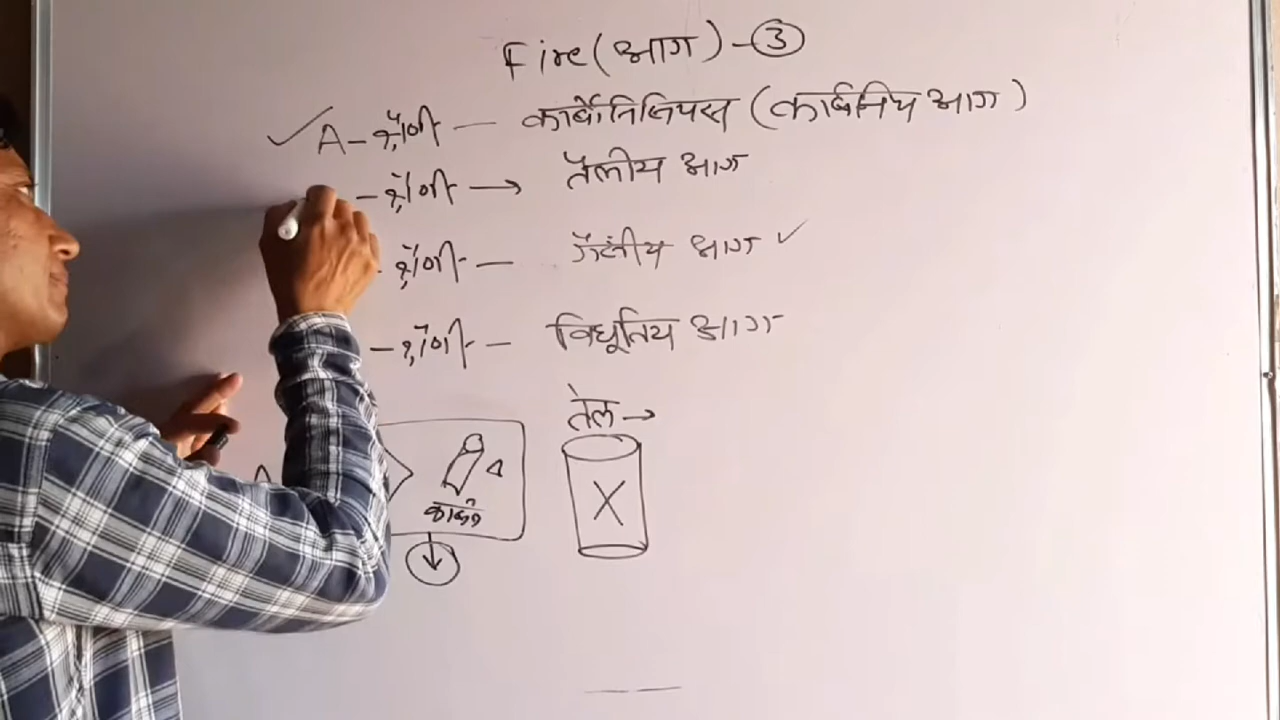 Fire (आग) - 3
✓ A - श्रेणी — कार्बोनिजियस (कार्बनिय आग)
- श्रेणी → तैलीय आग
- श्रेणी — गैसीय आग ✓
- श्रेणी — विधूतिय आग
तेल →
A
X